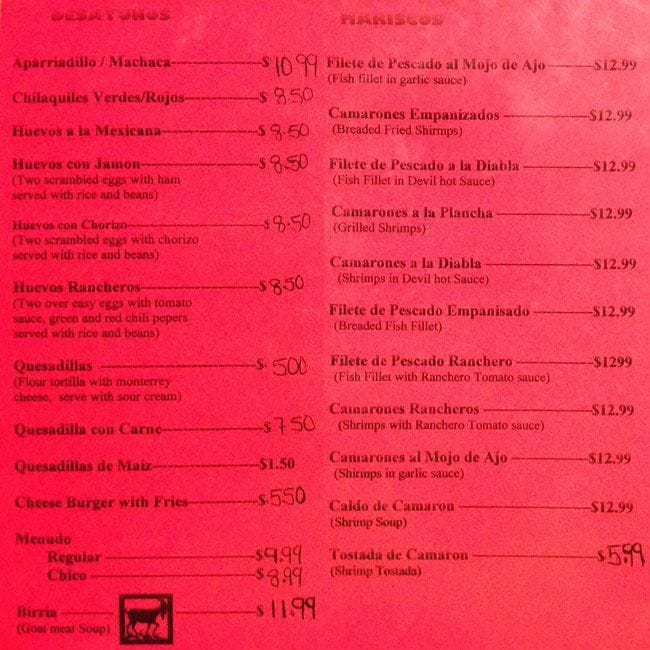 DESAYUNOS
Aparriadillo / Machaca $ 10.99
Chilaquiles Verdes/Rojos $ 8.50
Huevos a la Mexicana $ 8.50
Huevos con Jamon $ 8.50
(Two scrambled eggs with ham
served with rice and beans)
Huevos con Chorizo $ 8.50
(Two scrambled eggs with chorizo
served with rice and beans)
Huevos Rancheros $ 8.50
(Two over easy eggs with tomato
sauce, green and red chili pepers
served with rice and beans)
Quesadillas $. 500
(Flour tortilla with monterrey
cheese, serve with sour cream)
Quesadilla con Carne $ 7.50
Quesadillas de Maiz $1.50
Cheese Burger with Fries $.550
Menudo
Regular $9.99
Chico $ 8.99
Birria $ 11.99
(Goat meat Soup)
MARISCOS
Filete de Pescado al Mojo de Ajo $12.99
(Fish fillet in garlic sauce)
Camarones Empanizados $12.99
(Breaded Fried Shirmps)
Filete de Pescado a la Diabla $12.99
(Fish Fillet in Devil hot Sauce)
Camarones a la Plancha $12.99
(Grilled Shrimps)
Camarones a la Diabla $12.99
(Shrimps in Devil hot Sauce)
Filete de Pescado Empanisado $12.99
(Breaded Fish Fillet)
Filete de Pescado Ranchero $1299
(Fish Fillet with Ranchero Tomato sauce)
Camarones Rancheros $12.99
(Shrimps with Ranchero Tomato sauce)
Camarones al Mojo de Ajo $12.99
(Shirmps in garlic sauce)
Caldo de Camaron $12.99
(Shrimp Soup)
Tostada de Camaron $5.99
(Shrimp Tostada)